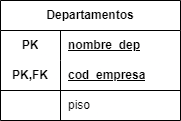 Departamentos
PK nombre_dep
PK,FK cod_empresa
piso